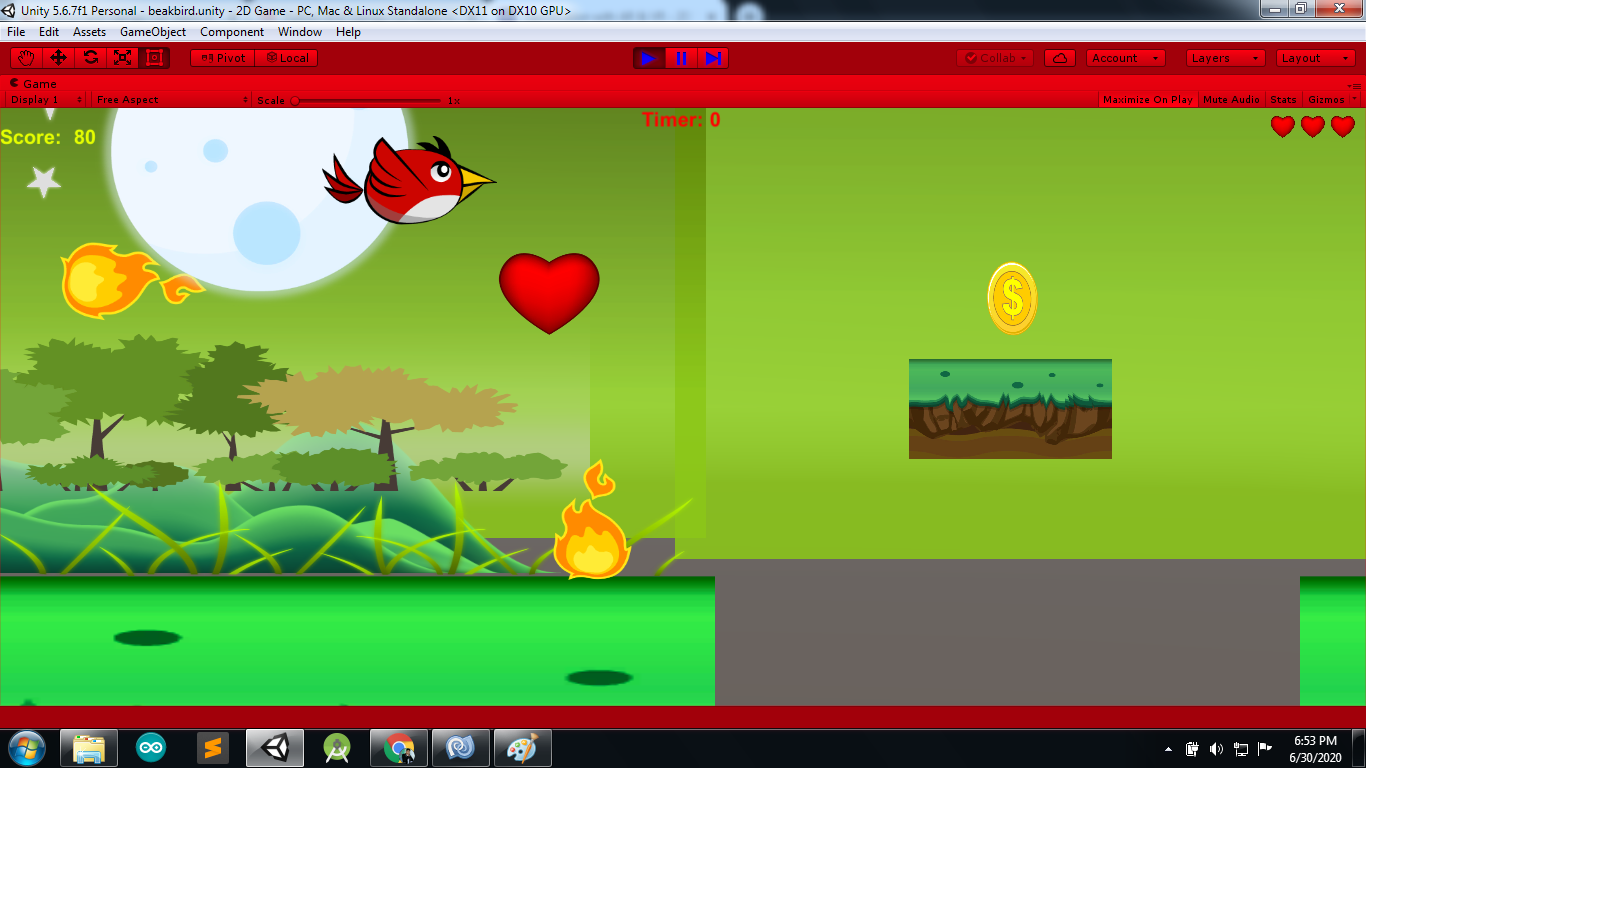 Unity 5.6.7f1 Personal - beakbird.unity - 2D Game - PC, Mac & Linux Standalone <DX11 on DX10 GPU>
File Edit Assets GameObject Component Window Help
Pivot Local Collab Account Layers Layout
Game
Display 1 Free Aspect Scale 1x Maximize On Play Mute Audio Stats Gizmos
Timer: 0
Score: 80
$
6:53 PM
6/30/2020